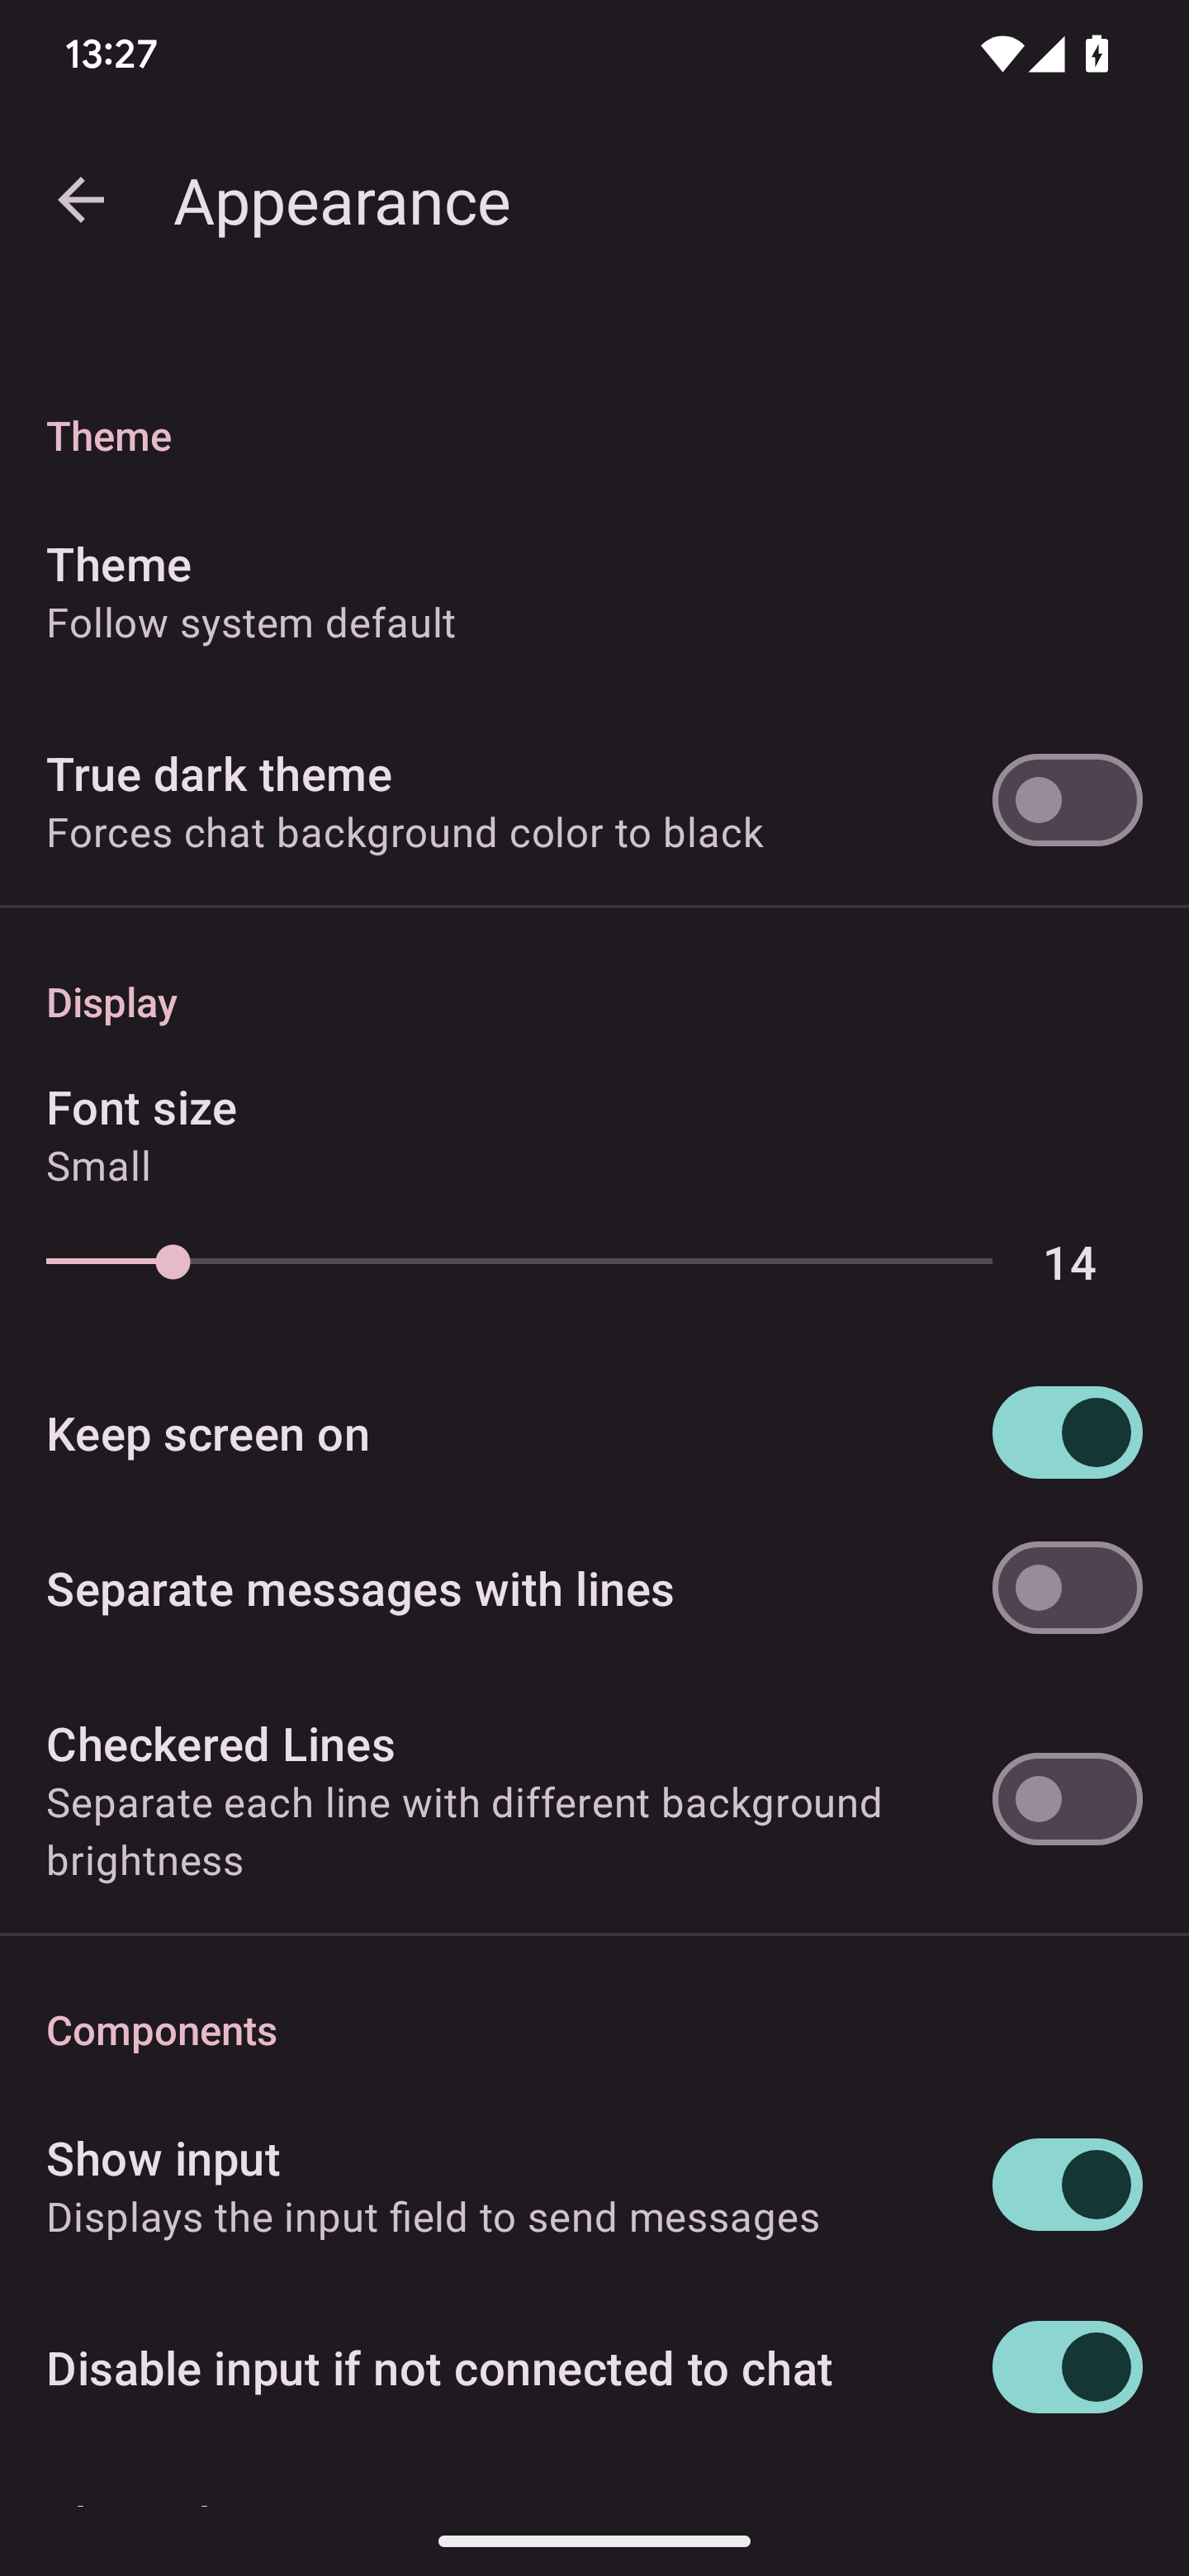 13:27
Appearance
Theme
Theme
Follow system default
True dark theme
Forces chat background color to black
Display
Font size
Small
14
Keep screen on
Separate messages with lines
Checkered Lines
Separate each line with different background
brightness
Components
Show input
Displays the input field to send messages
Disable input if not connected to chat